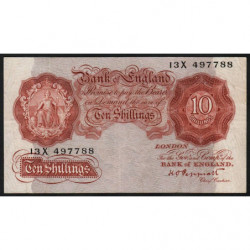 13X 497788
Bank of England
Promise to pay the Bearer
on Demand the sum of
Ten Shillings
10
LONDON
For the Govr. and Compa. of the
BANK OF ENGLAND.
Chief Cashier.
Ten Shillings
13X 497788